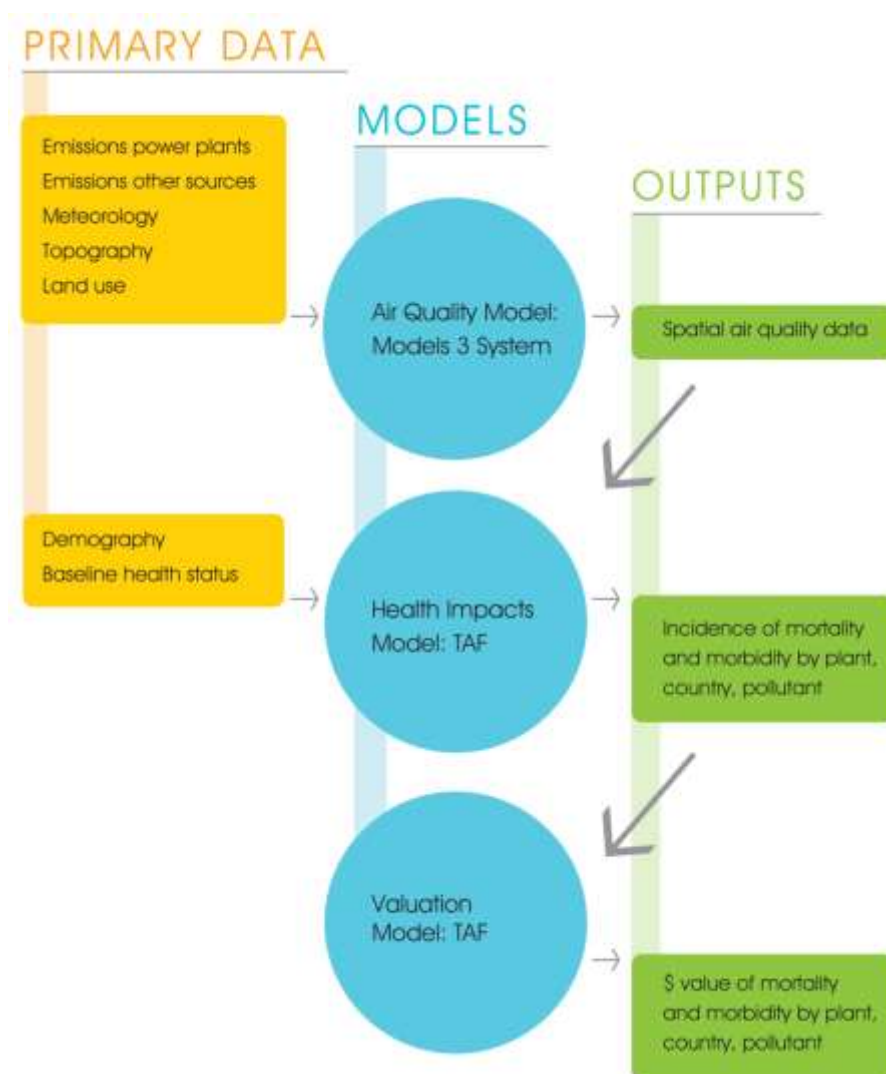 PRIMARY DATA
Emissions power plants
Emissions other sources
Meteorology
Topography
Land use
Demography
Baseline health status
MODELS
Air Quality Model:
Models 3 System
Health Impacts
Model: TAF
Valuation
Model: TAF
OUTPUTS
Spatial air quality data
Incidence of mortality
and morbidity by plant,
country, pollutant
$ value of mortality
and morbidity by plant,
country, pollutant